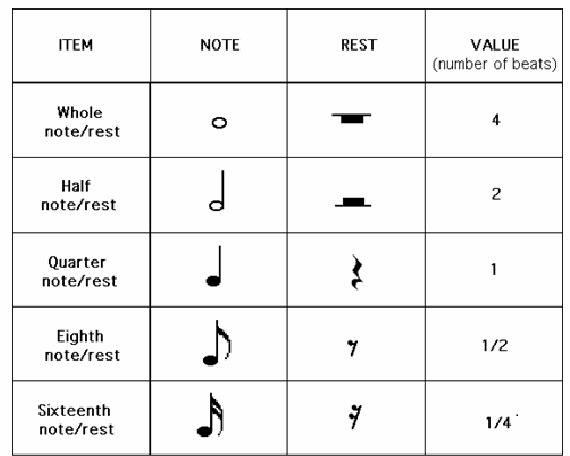 ITEM NOTE REST VALUE
(number of beats)
Whole
note/rest 4
Half
note/rest 2
Quarter
note/rest 1
Eighth
note/rest 1/2
Sixteenth
note/rest 1/4